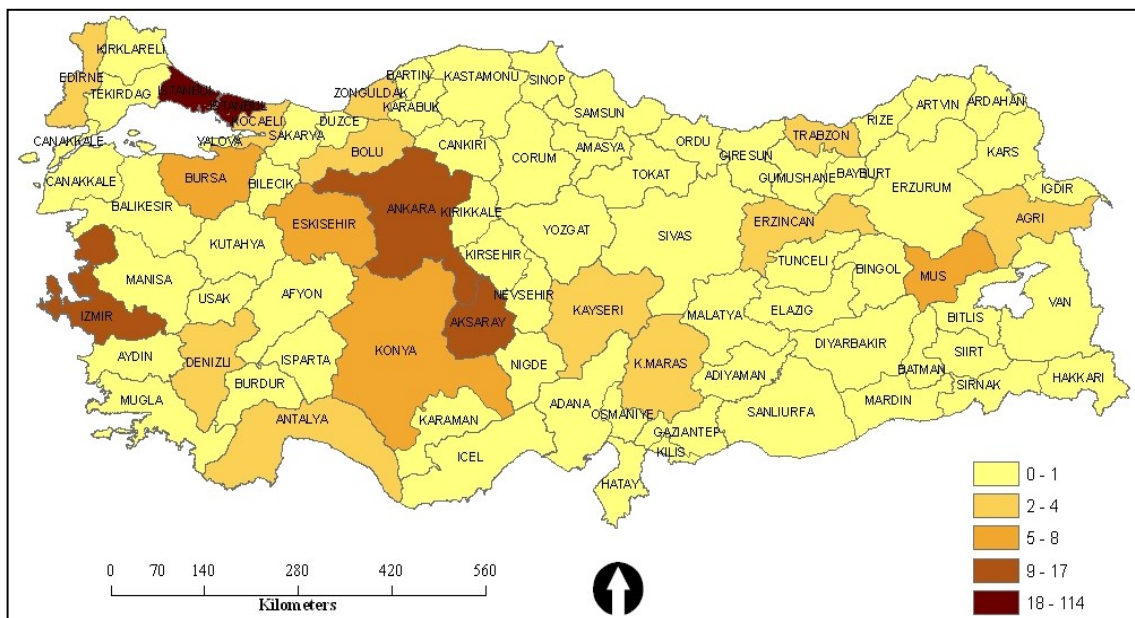 KIRKLARELI
EDIRNE
TEKIRDAG
ISTANBUL
ISTANBUL
KOCAELI
YALOVA
SAKARYA
DUZCE
ZONGULDAK
BARTIN
KARABUK
KASTAMONU
SINOP
SAMSUN
ORDU
GIRESUN
TRABZON
RIZE
ARTVIN
ARDAHAN
KARS
CANAKKALE
CANAKKALE
BALIKESIR
BURSA
BILECIK
BOLU
CANKIRI
CORUM
AMASYA
TOKAT
GUMUSHANE
BAYBURT
ERZURUM
IGDIR
AGRI
ESKISEHIR
ANKARA
KIRIKKALE
YOZGAT
SIVAS
ERZINCAN
KUTAHYA
KIRSEHIR
TUNCELI
BINGOL
MUS
MANISA
USAK
AFYON
NEVSEHIR
KAYSERI
MALATYA
ELAZIG
BITLIS
VAN
IZMIR
AKSARAY
AYDIN
DENIZLI
ISPARTA
KONYA
NIGDE
K.MARAS
ADIYAMAN
DIYARBAKIR
BATMAN
SIIRT
SIRNAK
HAKKARI
MUGLA
BURDUR
ANTALYA
KARAMAN
ADANA
OSMANIYE
GAZIANTEP
SANLIURFA
MARDIN
ICEL
KILIS
HATAY
0 - 1
2 - 4
5 - 8
9 - 17
18 - 114
0 70 140 280 420 560
Kilometers